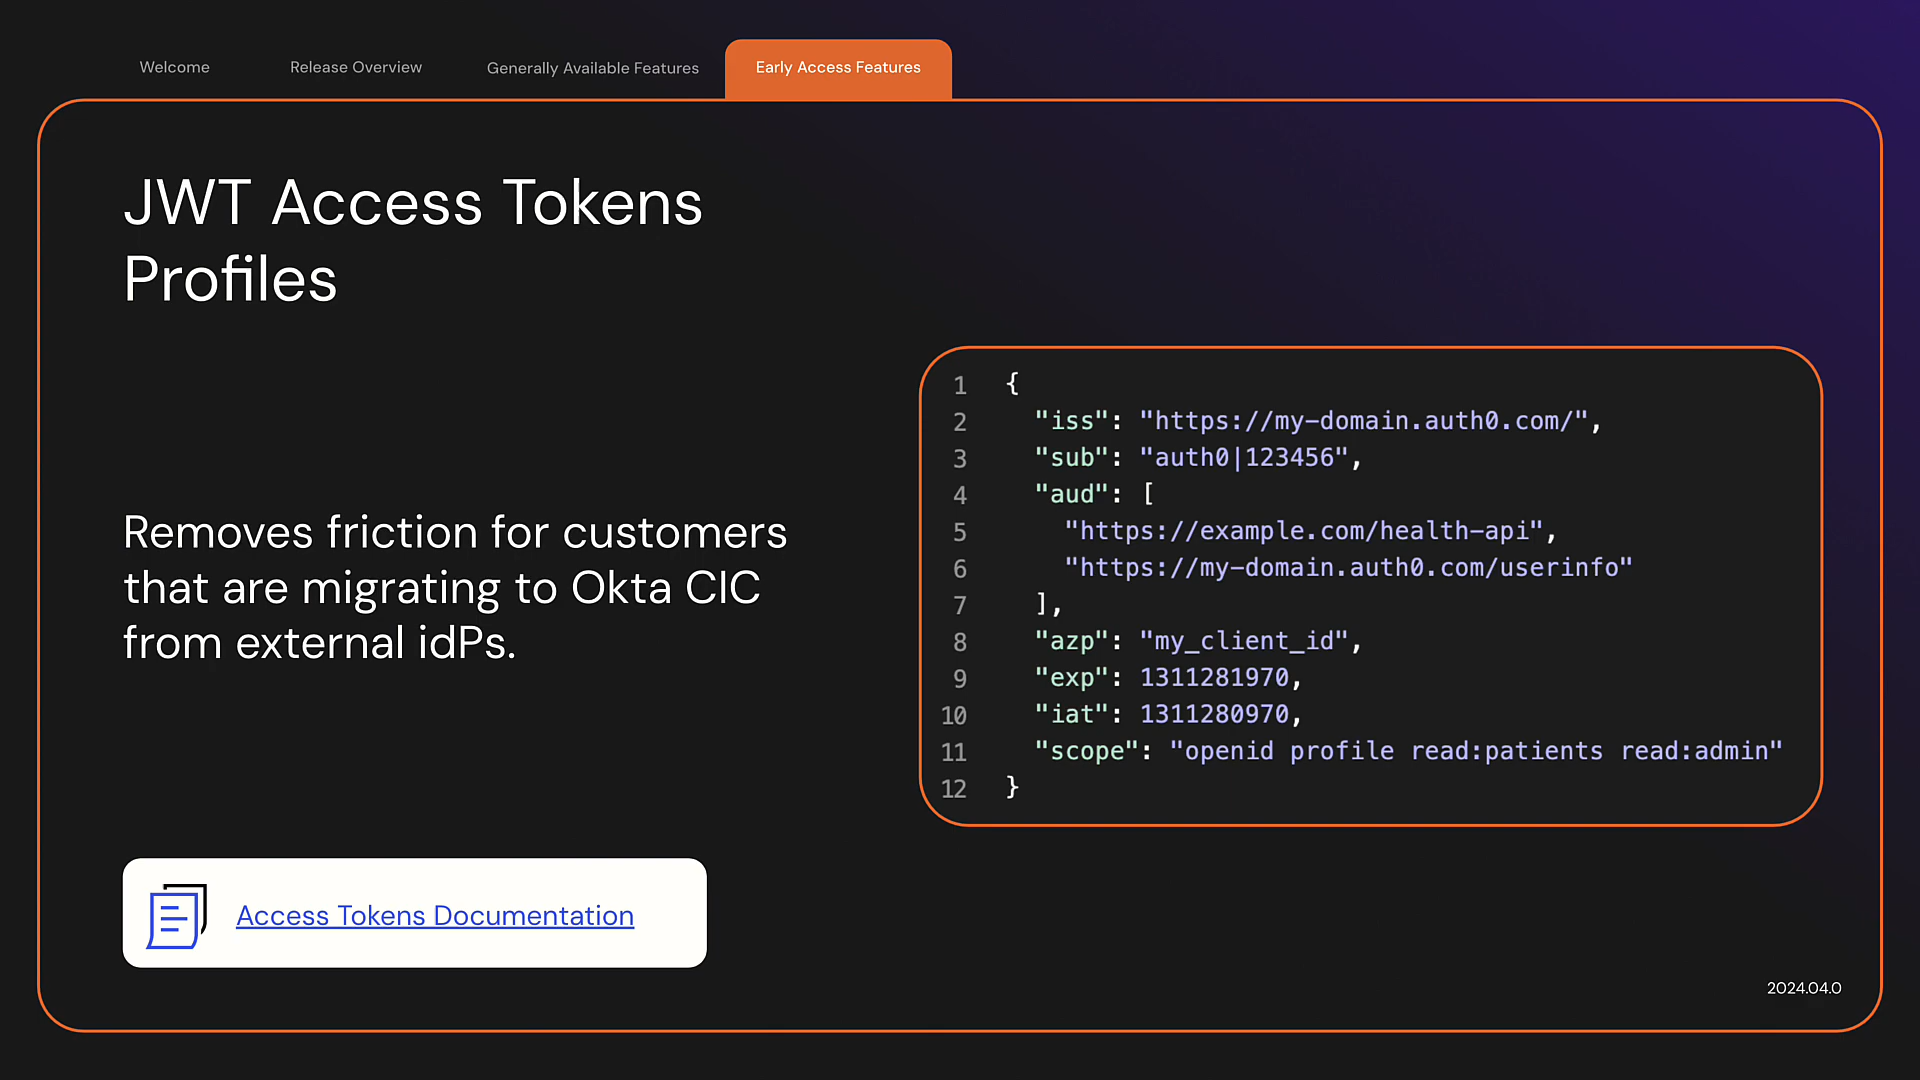 Welcome
Release Overview
Generally Available Features
Early Access Features
JWT Access Tokens
Profiles
Removes friction for customers
that are migrating to Okta CIC
from external idPs.
1 {
2 "iss": "https://my-domain.auth0.com/",
3 "sub": "auth0|123456",
4 "aud": [
5 "https://example.com/health-api",
6 "https://my-domain.auth0.com/userinfo"
7 ],
8 "azp": "my_client_id",
9 "exp": 1311281970,
10 "iat": 1311280970,
11 "scope": "openid profile read:patients read:admin"
12 }
Access Tokens Documentation
2024.04.0